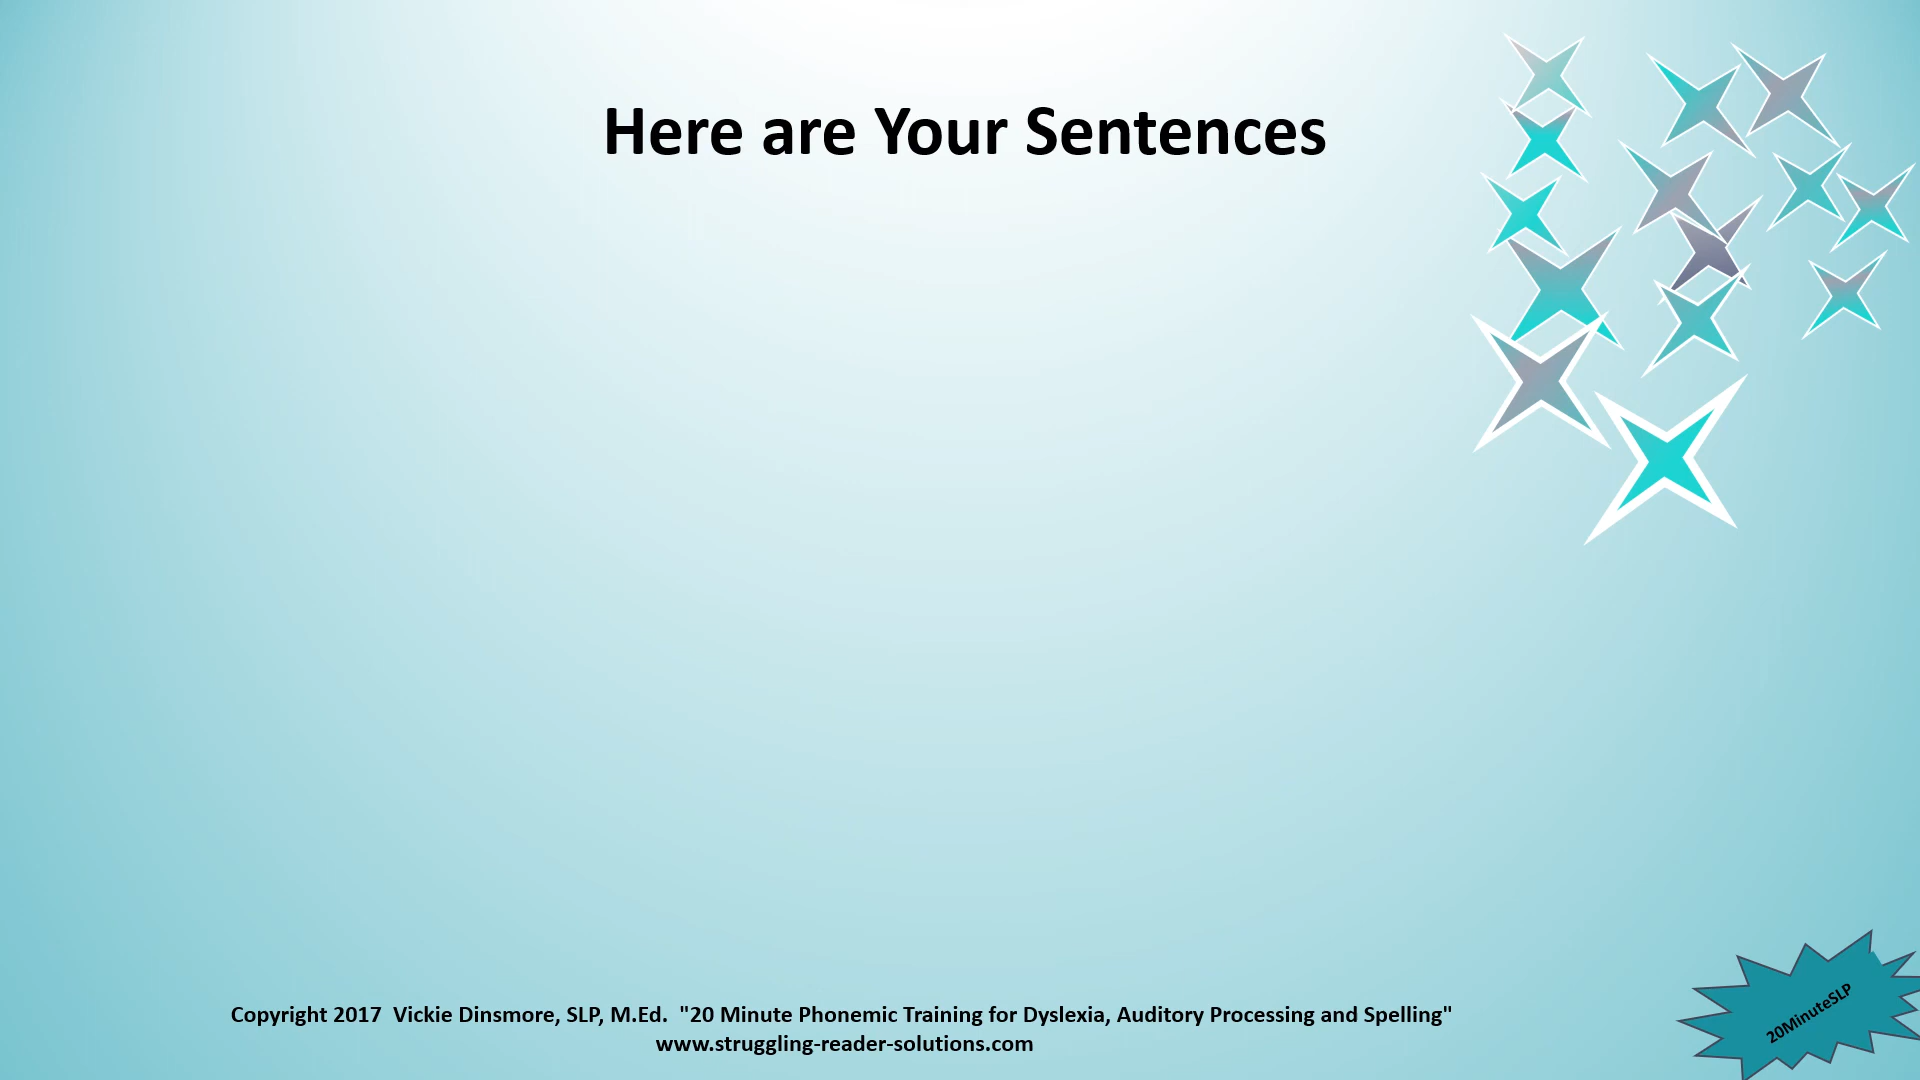 Here are Your Sentences
Copyright 2017  Vickie Dinsmore, SLP, M.Ed.  "20 Minute Phonemic Training for Dyslexia, Auditory Processing and Spelling"
www.struggling-reader-solutions.com
20MinuteSLP